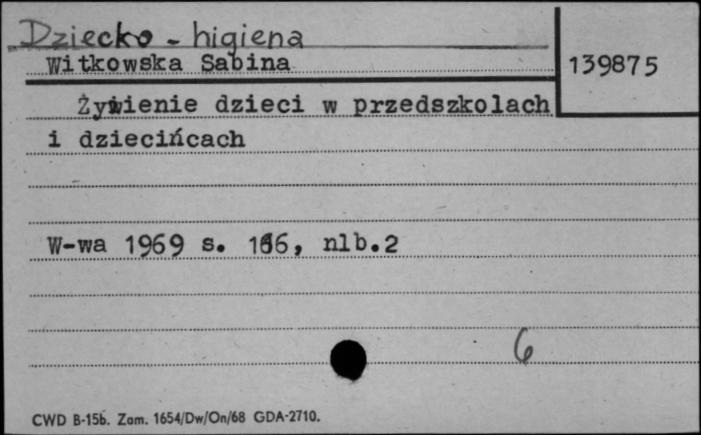 Dziecko - higiena
Witkowska Sabina
139875
Żywienie dzieci w przedszkolach
i dziecińcach
W-wa 1969 s. 166, nlb.2
6
CWD B-15b. Zam. 1654/Dw/On/68 GDA-2710.